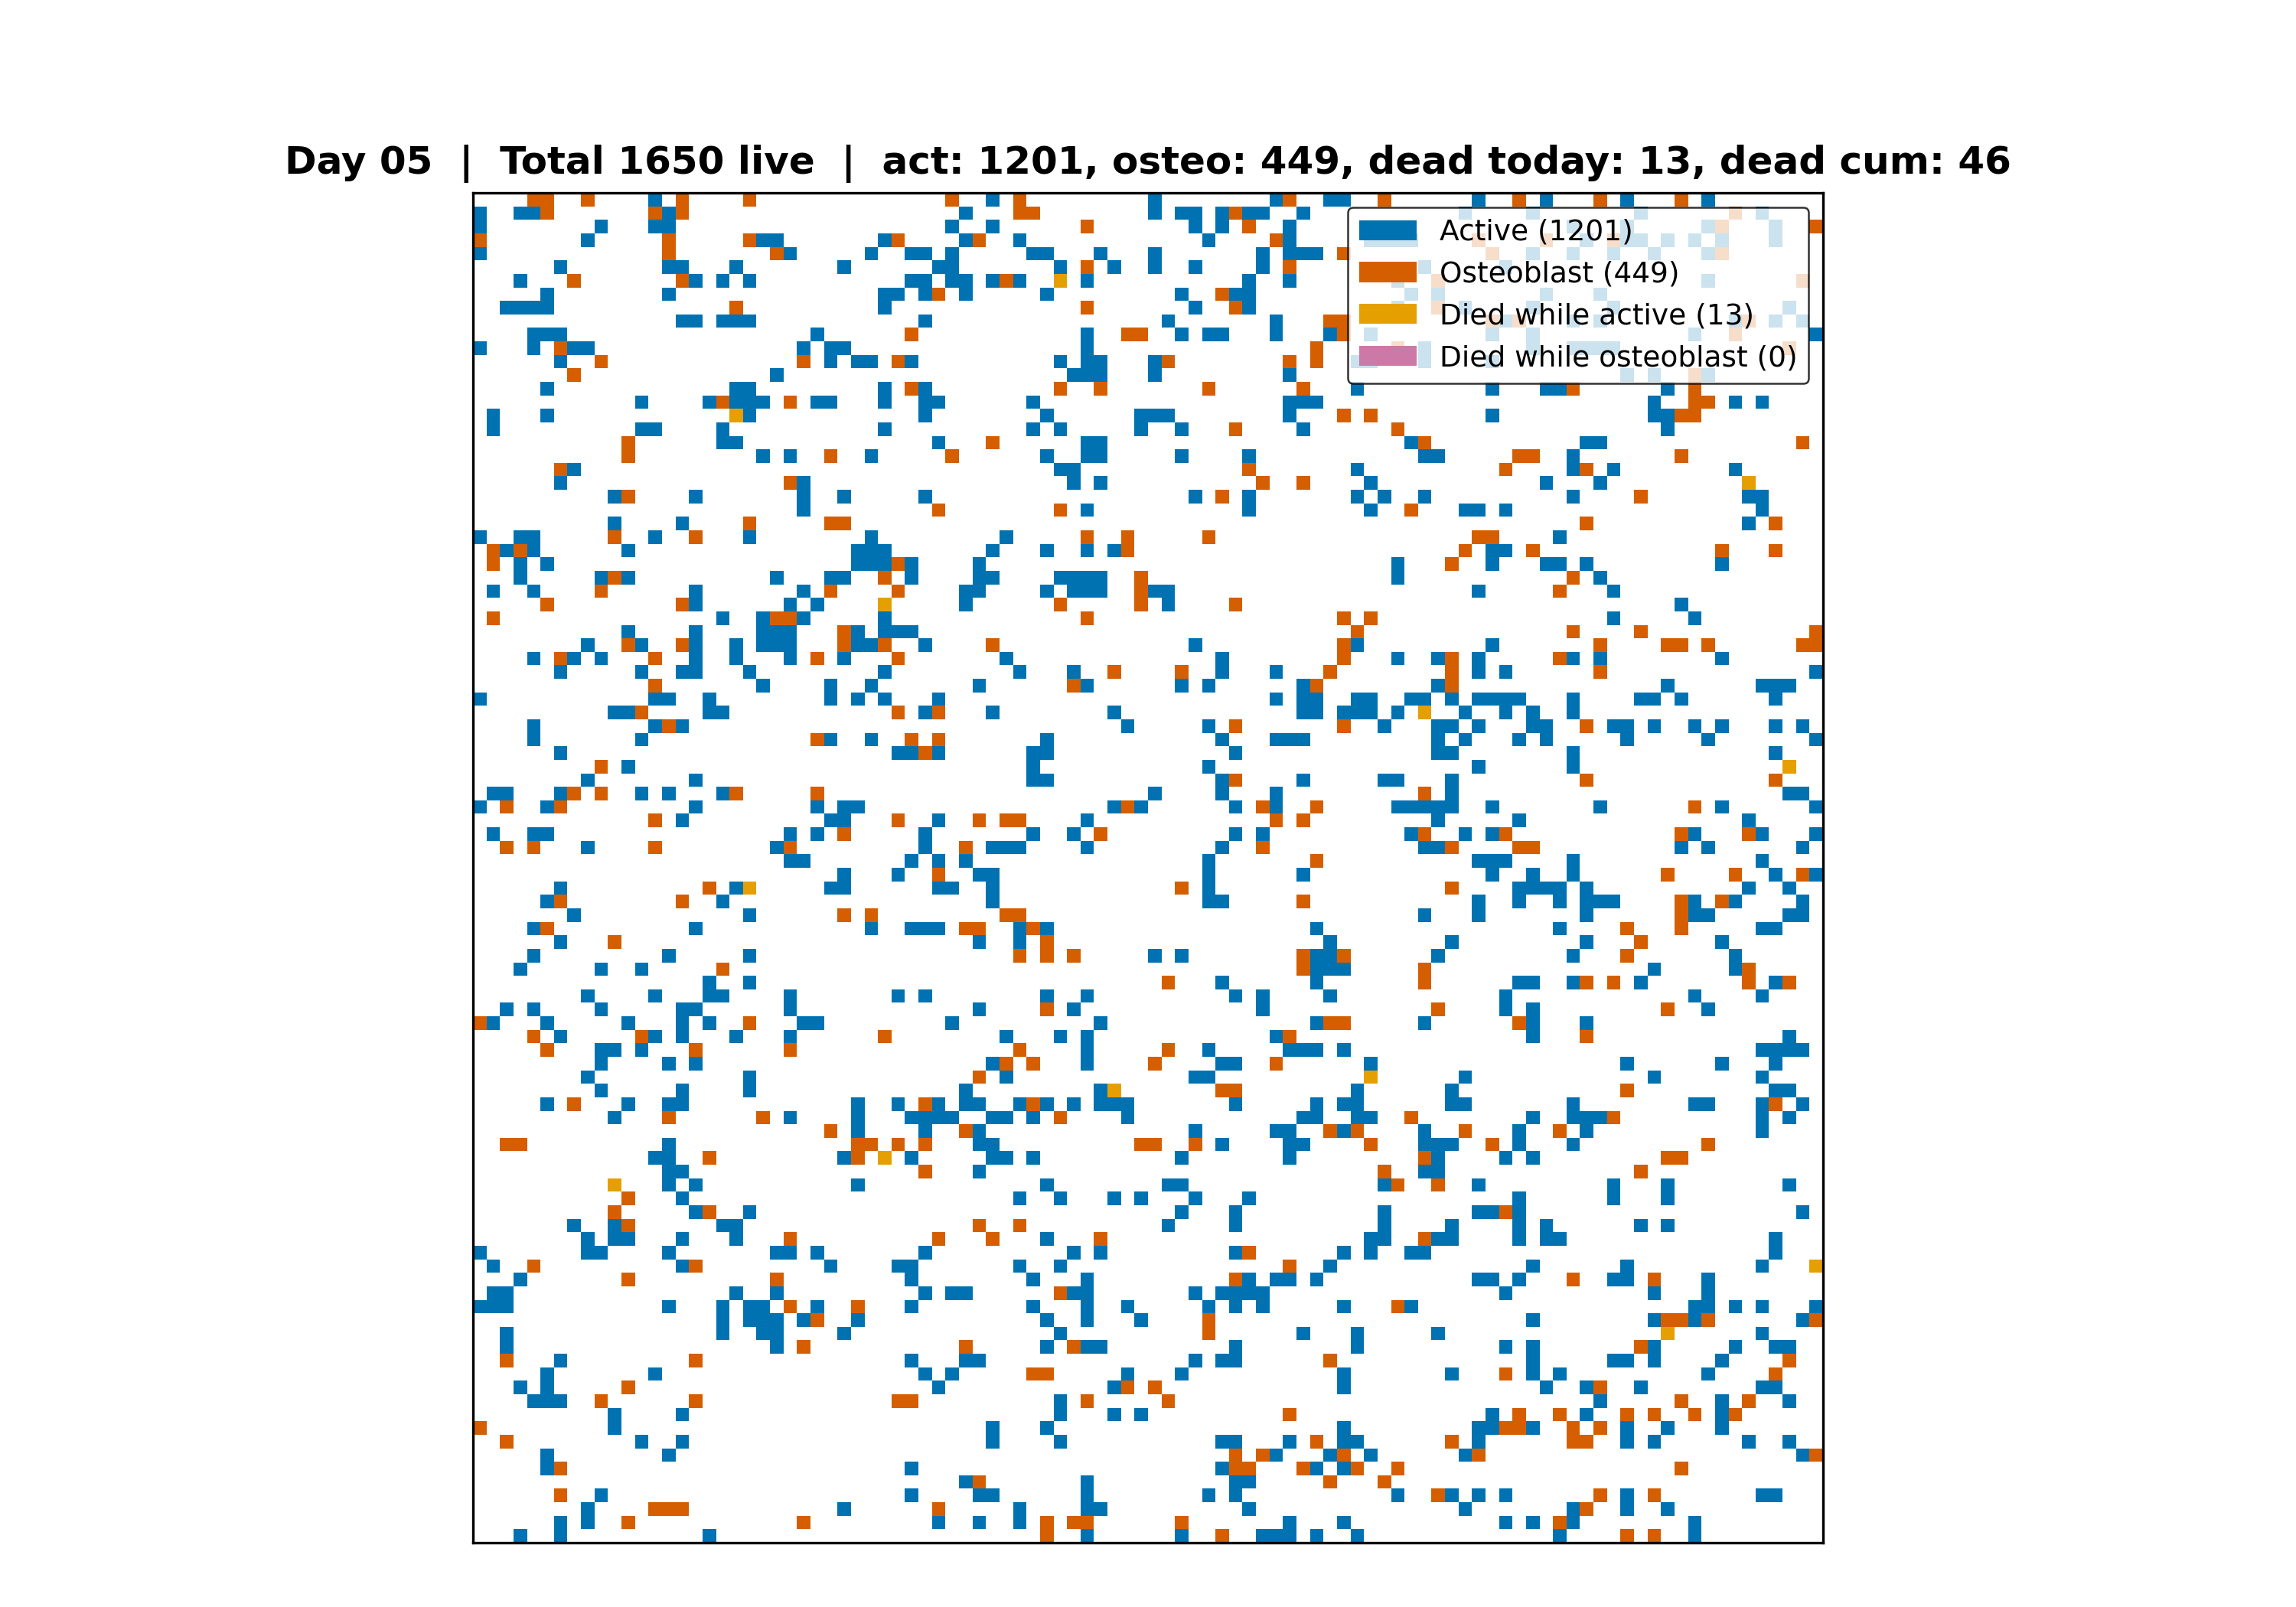 Day 05 | Total 1650 live | act: 1201, osteo: 449, dead today: 13, dead cum: 46
Active (1201)
Osteoblast (449)
Died while active (13)
Died while osteoblast (0)